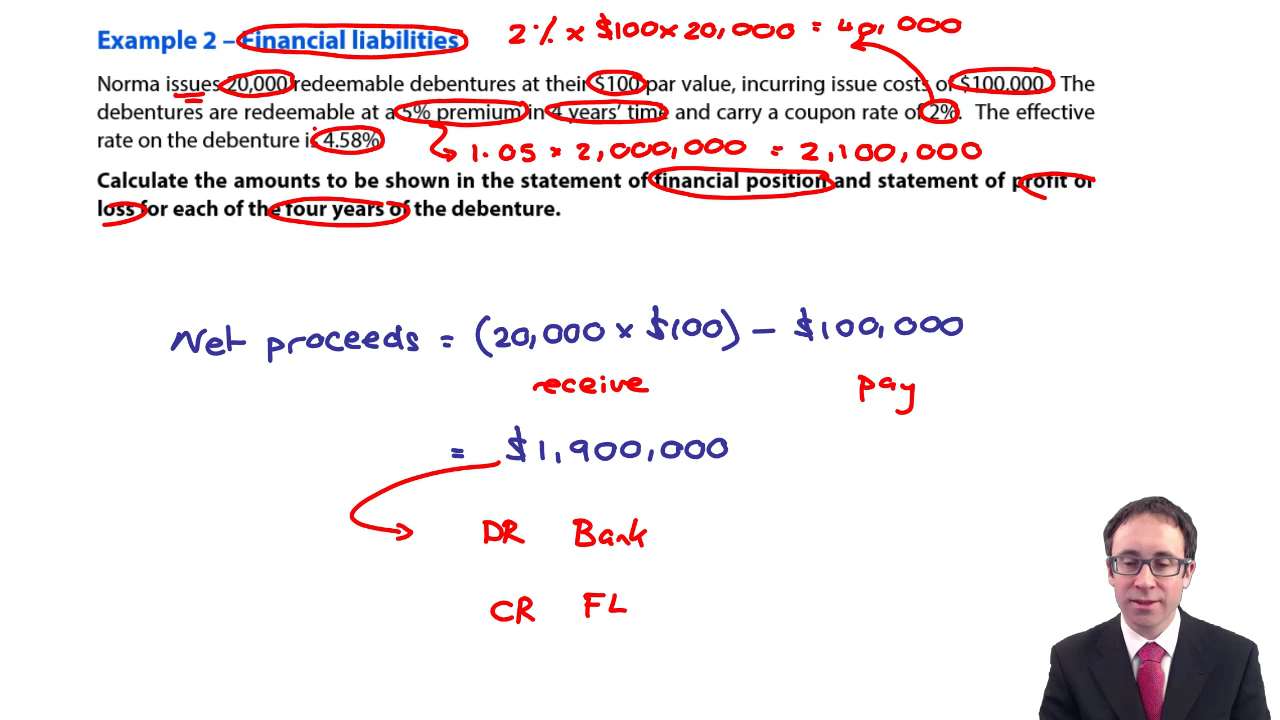 Example 2 – Financial liabilities 2% x $100 x 20,000 = 40,000
Norma issues 20,000 redeemable debentures at their $100 par value, incurring issue costs of $100,000. The
debentures are redeemable at a 5% premium in 4 years' time and carry a coupon rate of 2%. The effective
rate on the debenture is 4.58%
1.05 x 2,000,000 = 2,100,000
Calculate the amounts to be shown in the statement of financial position and statement of profit or
loss for each of the four years of the debenture.
Net proceeds = (20,000 x $100) – $100,000
receive pay
= $1,900,000
DR Bank
CR FL